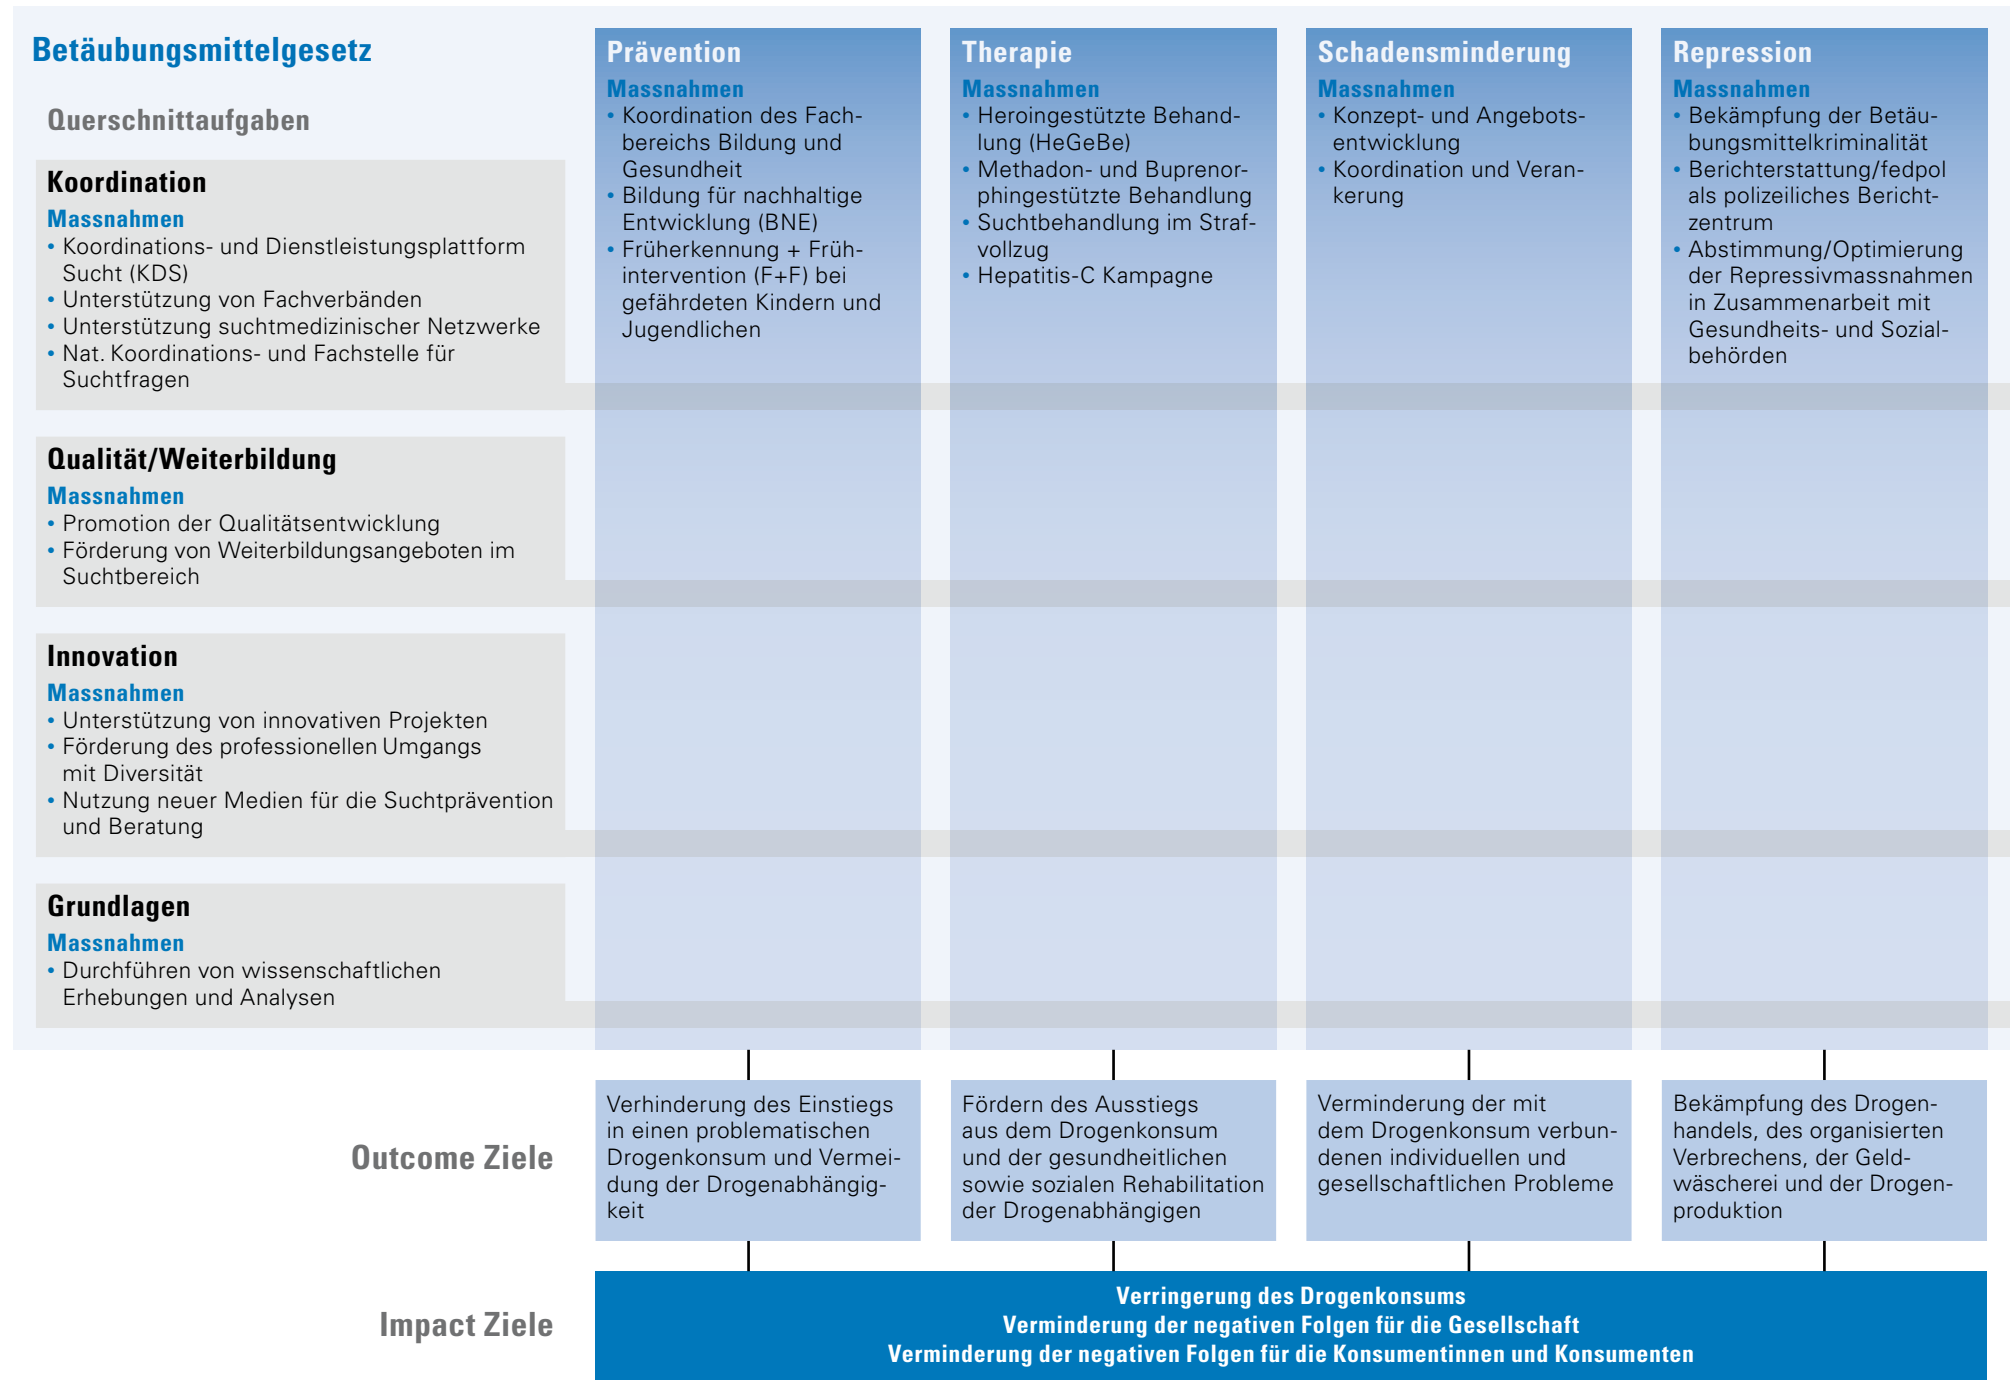 Betäubungsmittelgesetz
Querschnittaufgaben
Koordination
Massnahmen
• Koordinations- und Dienstleistungsplattform
Sucht (KDS)
• Unterstützung von Fachverbänden
• Unterstützung suchtmedizinischer Netzwerke
• Nat. Koordinations- und Fachstelle für
Suchtfragen
Qualität/Weiterbildung
Massnahmen
• Promotion der Qualitätsentwicklung
• Förderung von Weiterbildungsangeboten im
Suchtbereich
Innovation
Massnahmen
• Unterstützung von innovativen Projekten
• Förderung des professionellen Umgangs
mit Diversität
• Nutzung neuer Medien für die Suchtprävention
und Beratung
Grundlagen
Massnahmen
• Durchführen von wissenschaftlichen
Erhebungen und Analysen
Prävention
Massnahmen
• Koordination des Fach-
bereichs Bildung und
Gesundheit
• Bildung für nachhaltige
Entwicklung (BNE)
• Früherkennung + Früh-
intervention (F+F) bei
gefährdeten Kindern und
Jugendlichen
Therapie
Massnahmen
• Heroingestützte Behand-
lung (HeGeBe)
• Methadon- und Buprenor-
phingestützte Behandlung
• Suchtbehandlung im Straf-
vollzug
• Hepatitis-C Kampagne
Schadensminderung
Massnahmen
• Konzept- und Angebots-
entwicklung
• Koordination und Veran-
kerung
Repression
Massnahmen
• Bekämpfung der Betäu-
bungsmittelkriminalität
• Berichterstattung/fedpol
als polizeiliches Bericht-
zentrum
• Abstimmung/Optimierung
der Repressivmassnahmen
in Zusammenarbeit mit
Gesundheits- und Sozial-
behörden
Outcome Ziele
Verhinderung des Einstiegs
in einen problematischen
Drogenkonsum und Vermei-
dung der Drogenabhängig-
keit
Fördern des Ausstiegs
aus dem Drogenkonsum
und der gesundheitlichen
sowie sozialen Rehabilitation
der Drogenabhängigen
Verminderung der mit
dem Drogenkonsum verbun-
denen individuellen und
gesellschaftlichen Probleme
Bekämpfung des Drogen-
handels, des organisierten
Verbrechens, der Geld-
wäscherei und der Drogen-
produktion
Impact Ziele
Verringerung des Drogenkonsums
Verminderung der negativen Folgen für die Gesellschaft
Verminderung der negativen Folgen für die Konsumentinnen und Konsumenten